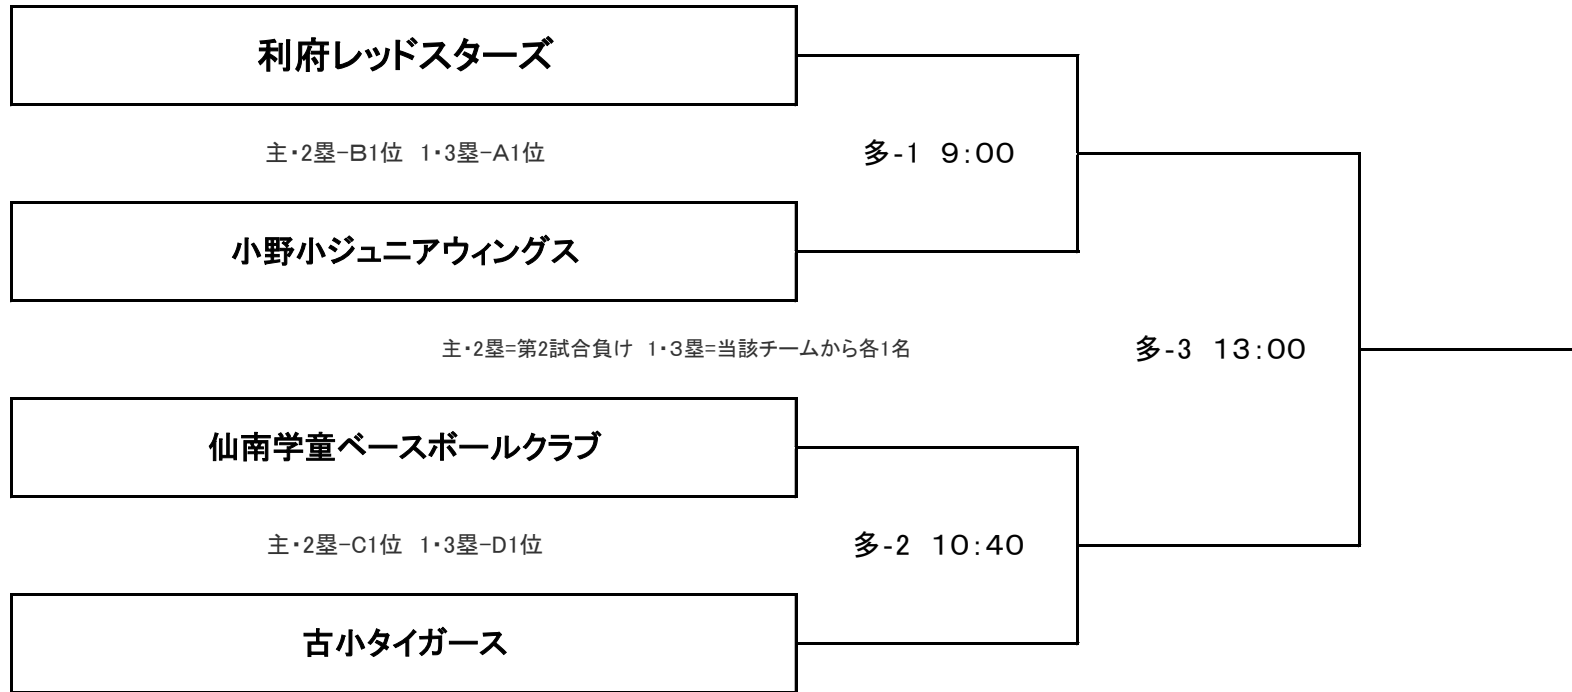 利府レッドスターズ
主・2塁-B1位 1・3塁-A1位
多-1 9:00
小野小ジュニアウィングス
主・2塁=第2試合負け 1・3塁=当該チームから各1名
多-3 13:00
仙南学童ベースボールクラブ
主・2塁-C1位 1・3塁-D1位
多-2 10:40
古小タイガース